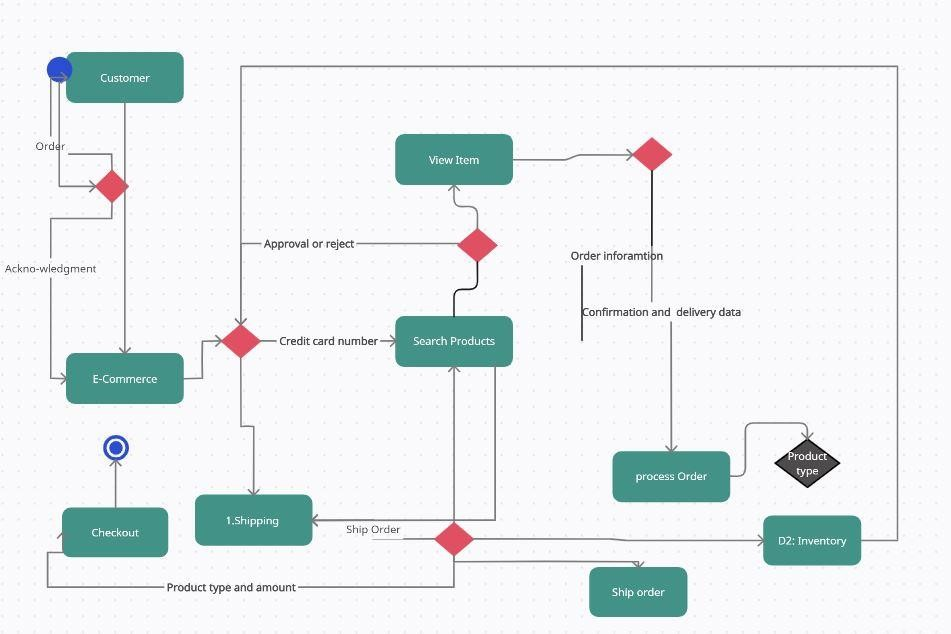 Customer
Order
View Item
Approval or reject
Order inforamtion
Ackno-wledgment
Confirmation and  delivery data
Credit card number
Search Products
E-Commerce
Product
type
process Order
1.Shipping
Checkout
Ship Order
D2: Inventory
Product type and amount
Ship order